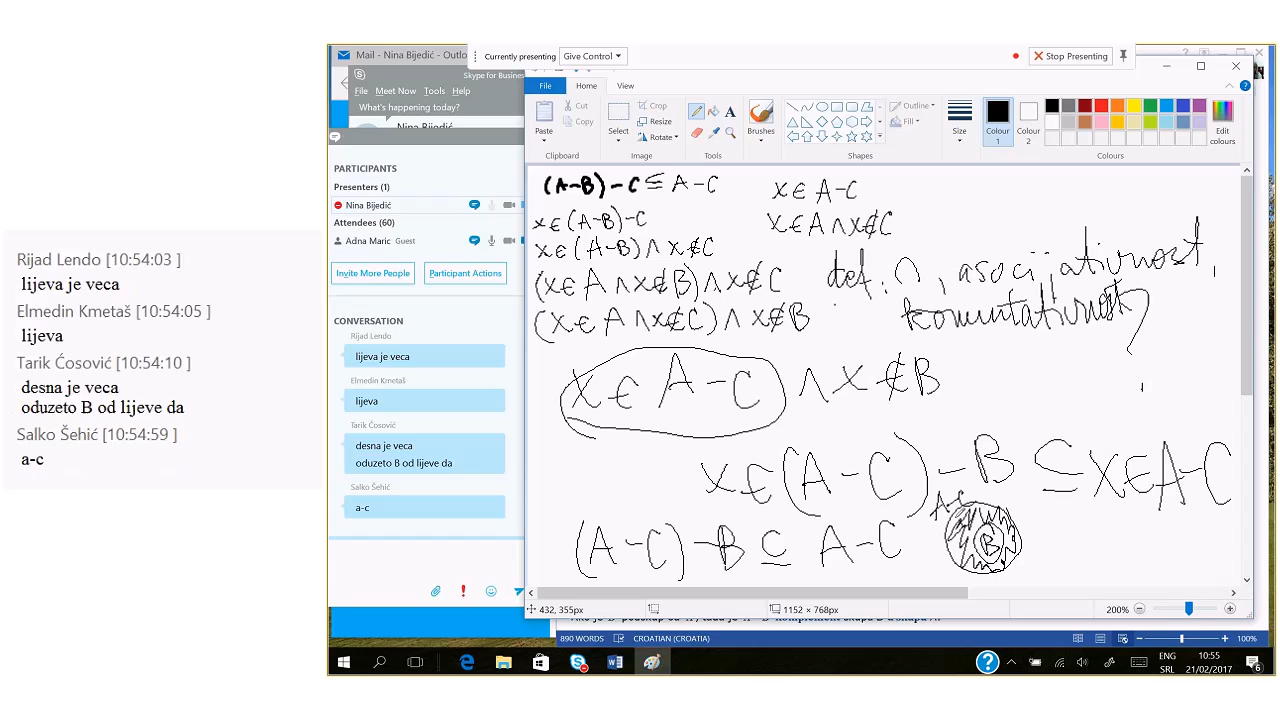 Rijad Lendo [10:54:03 ]
lijeva je veca
Elmedin Kmetaš [10:54:05 ]
lijeva
Tarik Ćosović [10:54:10 ]
desna je veca
oduzeto B od lijeve da
Salko Šehić [10:54:59 ]
a-c
Mail - Nina Bijedić - Outlo
Currently presenting
Give Control
Stop Presenting
Skype for Business
File Meet Now Tools Help
What's happening today?
Nina Bijedić
PARTICIPANTS
Presenters (1)
Nina Bijedić
Attendees (60)
Adna Maric Guest
Invite More People
Participant Actions
CONVERSATION
Rijad Lendo
lijeva je veca
Elmedin Kmetaš
lijeva
Tarik Ćosović
desna je veca
oduzeto B od lijeve da
Salko Šehić
a-c
File Home View
Paste Cut Copy
Clipboard
Select Crop Resize Rotate
Image
A
Tools
Brushes
Outline
Fill
Shapes
Size
Colour 1
Colour 2
Edit colours
Colours
(A-B)-C ⊆ A-C
x∈(A-B)-C
x∈(A-B)∧x∉C
(x∈A∧x∉B)∧x∉C
(x∈A∧x∉C)∧x∉B
x∈A-C
x∈A∧x∉C
def. ∩, asocijativnost,
komutativnost
x∈A-C ∧ x∉B
x∈(A-C)-B ⊆ x∈A-C
(A-C)-B ⊆ A-C
A-C
B
432, 355px
1152 × 768px
200%
890 WORDS
CROATIAN (CROATIA)
100%
ENG
SRL
10:55
21/02/2017
6